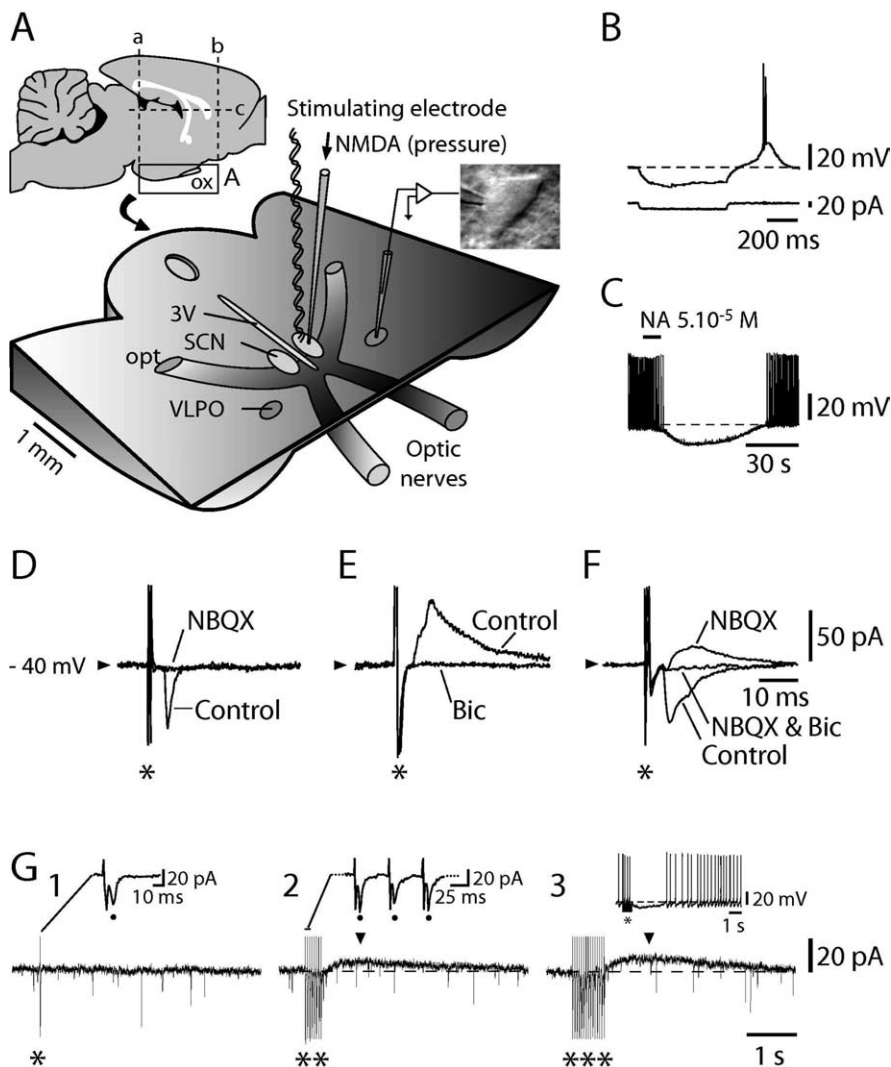 A
a
b
c
ox
A
Stimulating electrode
NMDA (pressure)
3V
SCN
opt
VLPO
1 mm
Optic
nerves
B
20 mV
20 pA
200 ms
C
NA 5.10⁻⁵ M
20 mV
30 s
D
NBQX
- 40 mV
Control
*
E
Control
Bic
*
F
NBQX
50 pA
10 ms
NBQX & Bic
Control
*
G
1
20 pA
10 ms
*
2
20 pA
25 ms
**
3
20 mV
*
1 s
20 pA
***
1 s